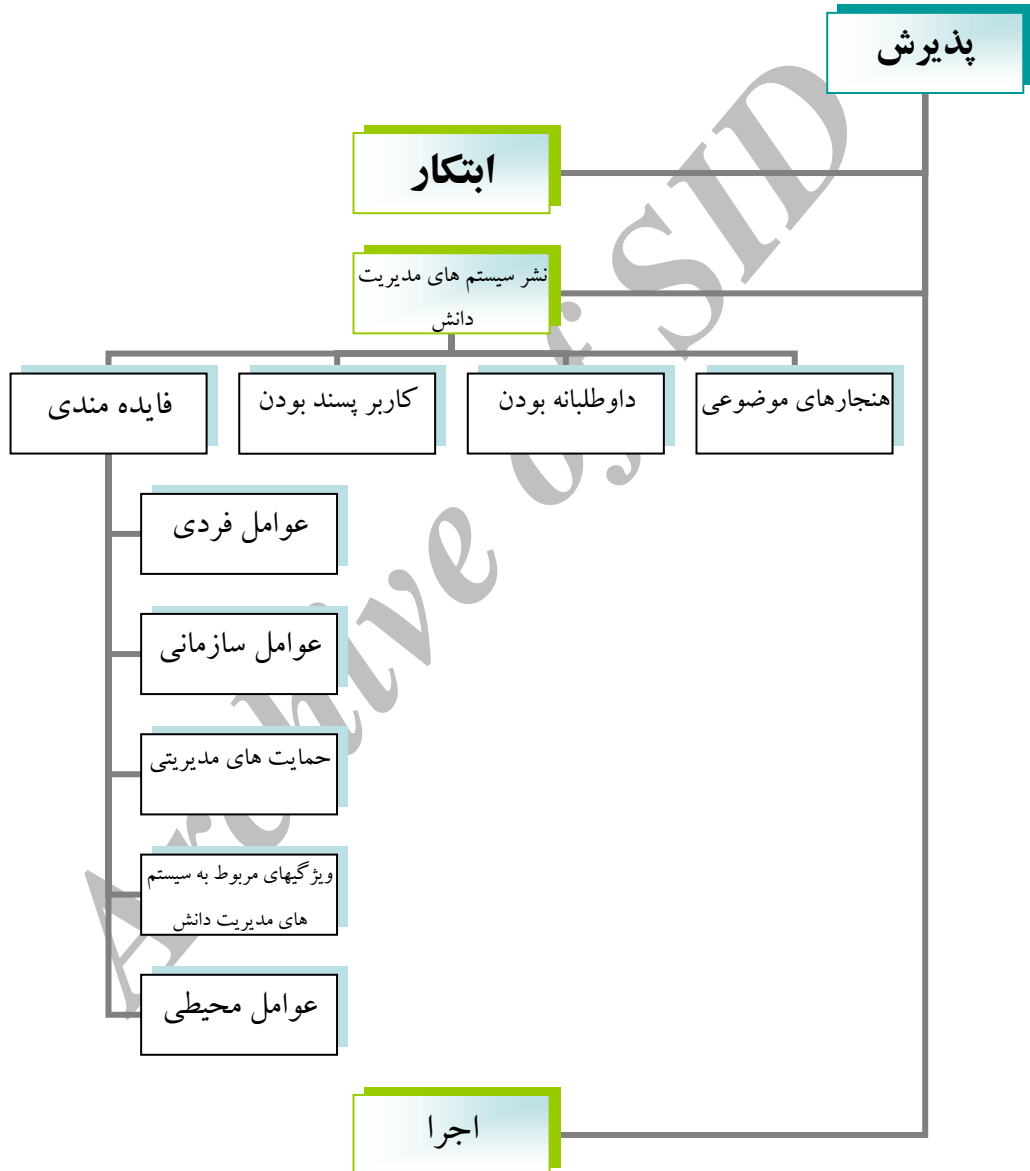 پذیرش
ابتکار
نشر سیستم های مدیریت
دانش
هنجارهای موضوعی
داوطلبانه بودن
کاربر پسند بودن
فایده مندی
عوامل فردی
عوامل سازمانی
حمایت های مدیریتی
ویژگیهای مربوط به سیستم
های مدیریت دانش
عوامل محیطی
اجرا
Archive of SID